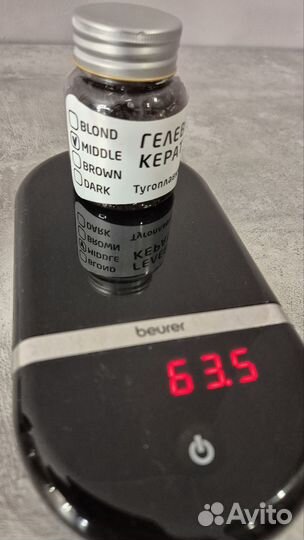 BLOND
MIDDLE
BROWN
DARK
ГЕЛЕВ
КЕРАТ
Тугоплав
beurer
63.5
Avito